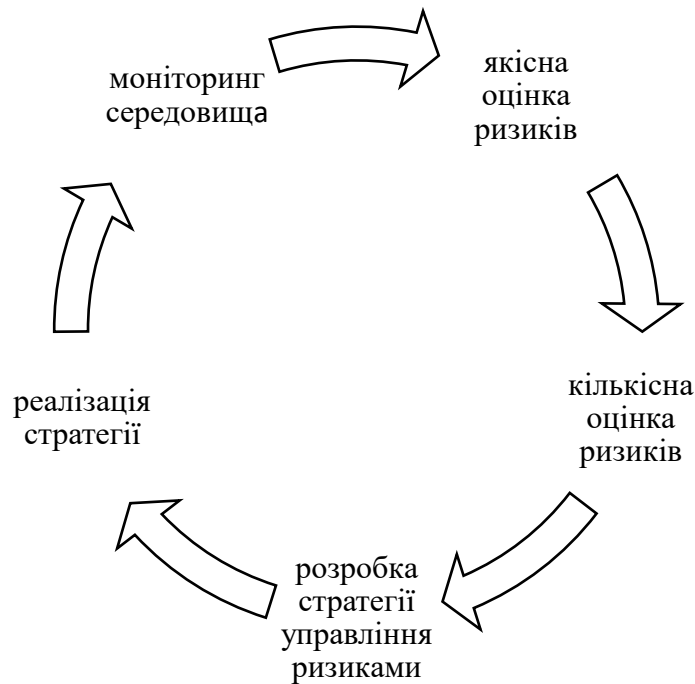 моніторинг
середовища
якісна
оцінка
ризиків
кількісна
оцінка
ризиків
розробка
стратегії
управління
ризиками
реалізація
стратегії